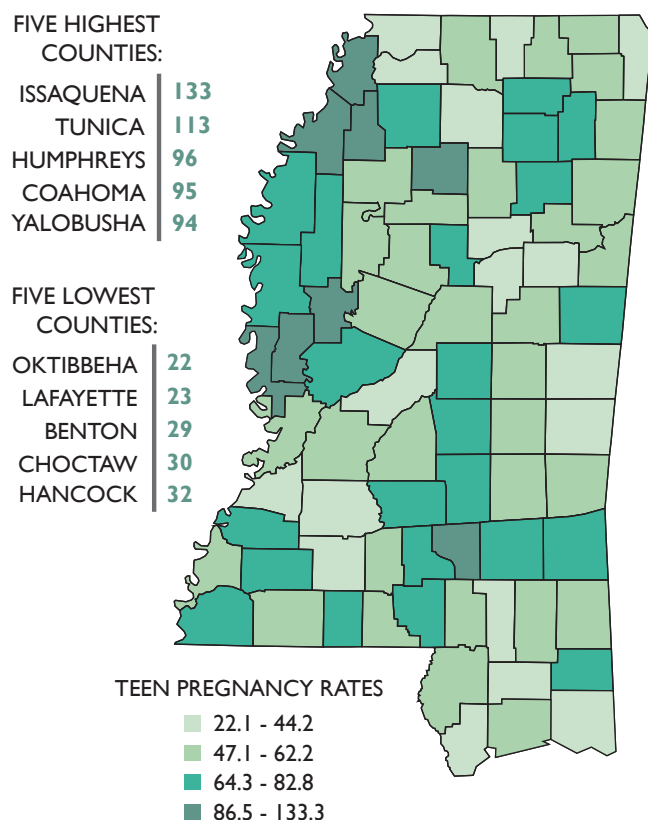 FIVE HIGHEST
COUNTIES:
ISSAQUENA 133
TUNICA 113
HUMPHREYS 96
COAHOMA 95
YALOBUSHA 94
FIVE LOWEST
COUNTIES:
OKTIBBEHA 22
LAFAYETTE 23
BENTON 29
CHOCTAW 30
HANCOCK 32
TEEN PREGNANCY RATES
22.1 - 44.2
47.1 - 62.2
64.3 - 82.8
86.5 - 133.3